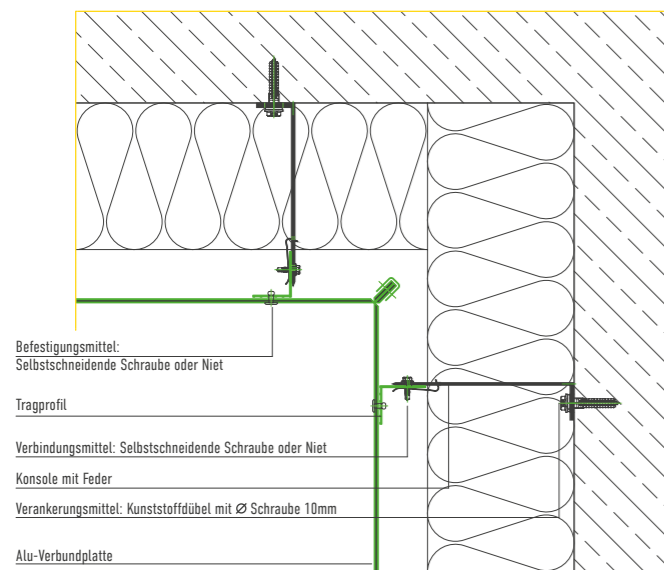 Befestigungsmittel:
Selbstschneidende Schraube oder Niet
Tragprofil
Verbindungsmittel: Selbstschneidende Schraube oder Niet
Konsole mit Feder
Verankerungsmittel: Kunststoffdübel mit Ø Schraube 10mm
Alu-Verbundplatte